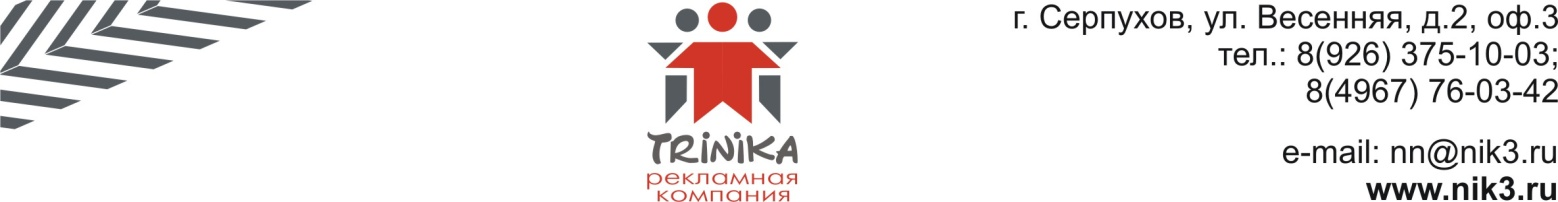 TRiNiKA
рекламная
компания
г. Серпухов, ул. Весенняя, д.2, оф.3
тел.: 8(926) 375-10-03;
8(4967) 76-03-42
e-mail: nn@nik3.ru
www.nik3.ru